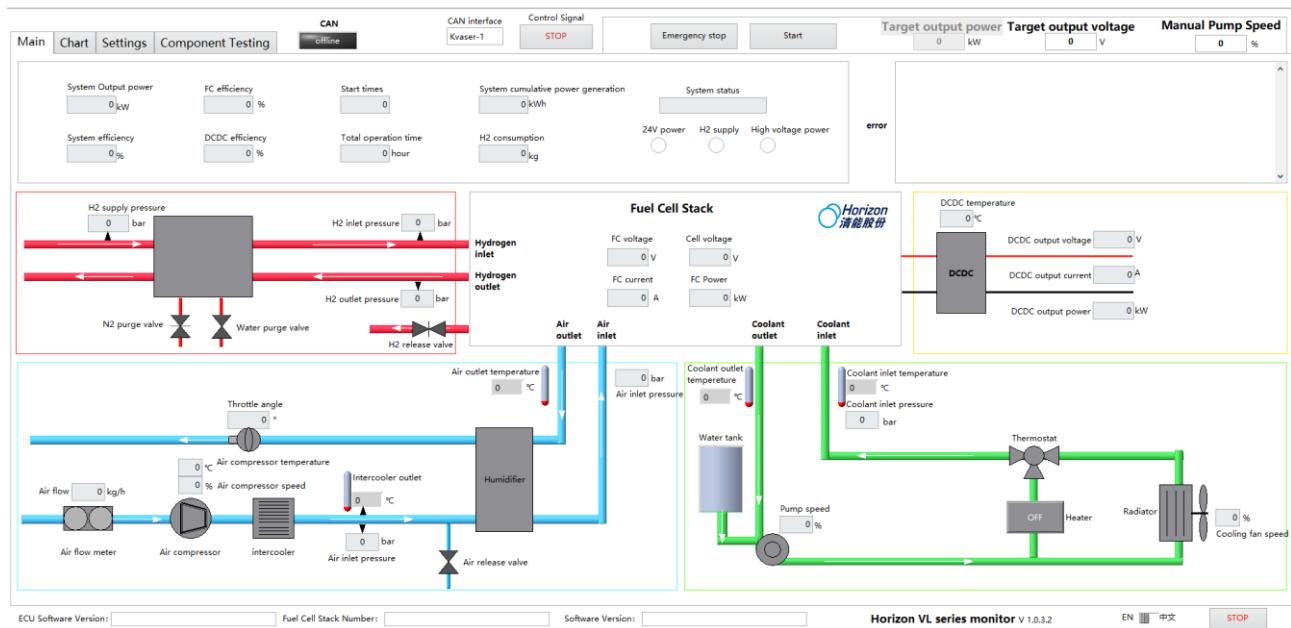 CAN
CAN interface
Control Signal
Main
Chart
Settings
Component Testing
offline
Kvaser-1
STOP
Emergency stop
Start
Target output power
0 kW
Target output voltage
0 V
Manual Pump Speed
0 %
System Output power
0 kW
FC efficiency
0 %
Start times
0
System cumulative power generation
0 kWh
System status
System efficiency
0 %
DCDC efficiency
0 %
Total operation time
0 hour
H2 consumption
0 kg
24V power
H2 supply
High voltage power
error
H2 supply pressure
0 bar
H2 inlet pressure 0 bar
Hydrogen
inlet
Hydrogen
outlet
H2 outlet pressure 0 bar
N2 purge valve
Water purge valve
H2 release valve
Fuel Cell Stack
Horizon
清能股份
FC voltage
0 V
Cell voltage
0 V
FC current
0 A
FC Power
0 kW
Air
outlet
Air
inlet
Coolant
outlet
Coolant
inlet
DCDC temperature
0 ℃
DCDC
DCDC output voltage 0 V
DCDC output current 0 A
DCDC output power 0 kW
Air outlet temperature
0 ℃
0 bar
Air inlet pressure
Throttle angle
0 °
0 ℃ Air compressor temperature
0 % Air compressor speed
Air flow 0 kg/h
Intercooler outlet
0 ℃
Humidifier
Air flow meter
Air compressor
intercooler
0 bar
Air inlet pressure
Air release valve
Coolant outlet
tempereture
0 ℃
Coolant inlet temperature
0 ℃
Coolant inlet pressure
0 bar
Water tank
Thermostat
Pump speed
0 %
OFF
Heater
Radiator
0 %
Cooling fan speed
ECU Software Version:
Fuel Cell Stack Number:
Software Version:
Horizon VL series monitor V 1.0.3.2
EN 中文
STOP